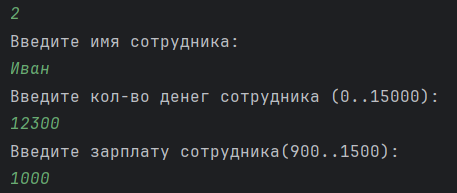 2
Введите имя сотрудника:
Иван
Введите кол-во денег сотрудника (0..15000):
12300
Введите зарплату сотрудника(900..1500):
1000